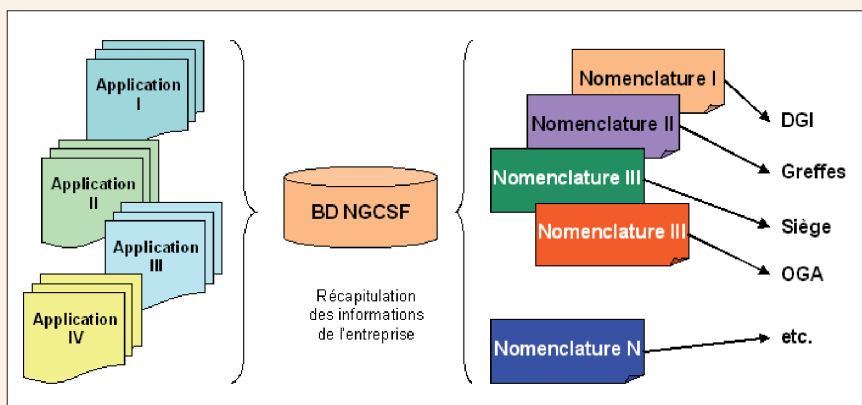 Application
I
Application
II
Application
III
Application
IV
BD NGCSF
Récapitulation
des informations
de l'entreprise
Nomenclature I
Nomenclature II
Nomenclature III
Nomenclature III
Nomenclature N
DGI
Greffes
Siège
OGA
etc.